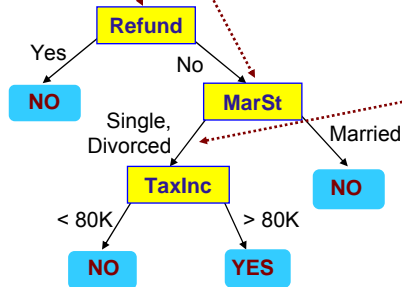 Refund
Yes
No
NO
MarSt
Single,
Divorced
Married
TaxInc
NO
< 80K
> 80K
NO
YES